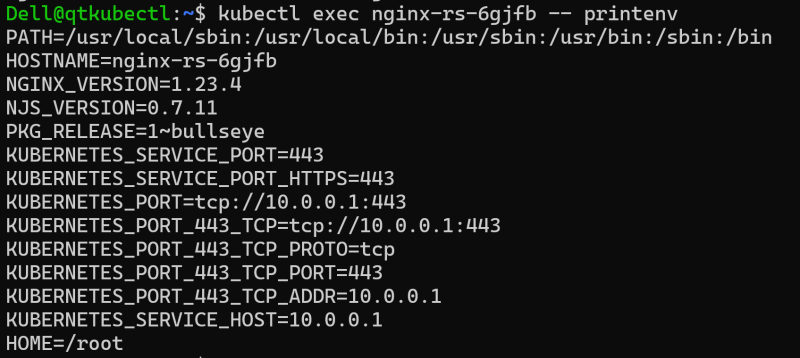 Dell@qtkubectl:~$ kubectl exec nginx-rs-6gjfb -- printenv
PATH=/usr/local/sbin:/usr/local/bin:/usr/sbin:/usr/bin:/sbin:/bin
HOSTNAME=nginx-rs-6gjfb
NGINX_VERSION=1.23.4
NJS_VERSION=0.7.11
PKG_RELEASE=1~bullseye
KUBERNETES_SERVICE_PORT=443
KUBERNETES_SERVICE_PORT_HTTPS=443
KUBERNETES_PORT=tcp://10.0.0.1:443
KUBERNETES_PORT_443_TCP=tcp://10.0.0.1:443
KUBERNETES_PORT_443_TCP_PROTO=tcp
KUBERNETES_PORT_443_TCP_PORT=443
KUBERNETES_PORT_443_TCP_ADDR=10.0.0.1
KUBERNETES_SERVICE_HOST=10.0.0.1
HOME=/root